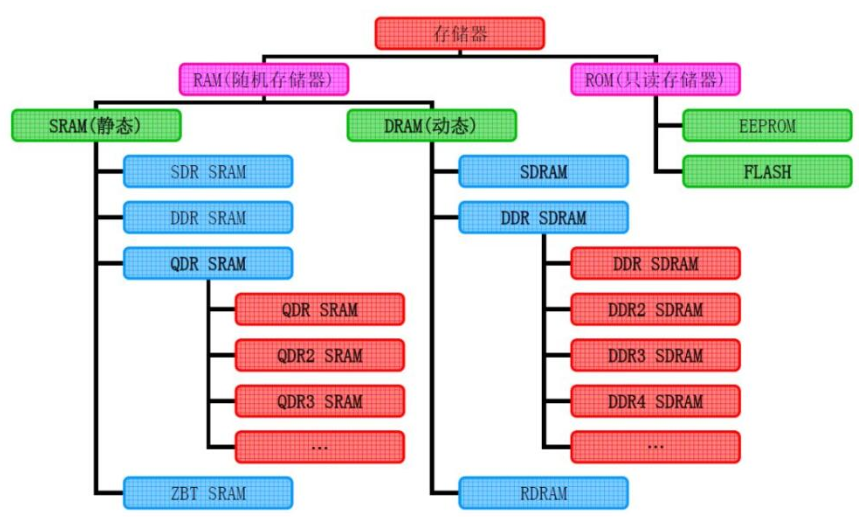 存储器
RAM(随机存储器)
ROM(只读存储器)
SRAM(静态)
DRAM(动态)
EEPROM
FLASH
SDR SRAM
DDR SRAM
QDR SRAM
QDR SRAM
QDR2 SRAM
QDR3 SRAM
...
ZBT SRAM
SDRAM
DDR SDRAM
DDR SDRAM
DDR2 SDRAM
DDR3 SDRAM
DDR4 SDRAM
...
RDRAM